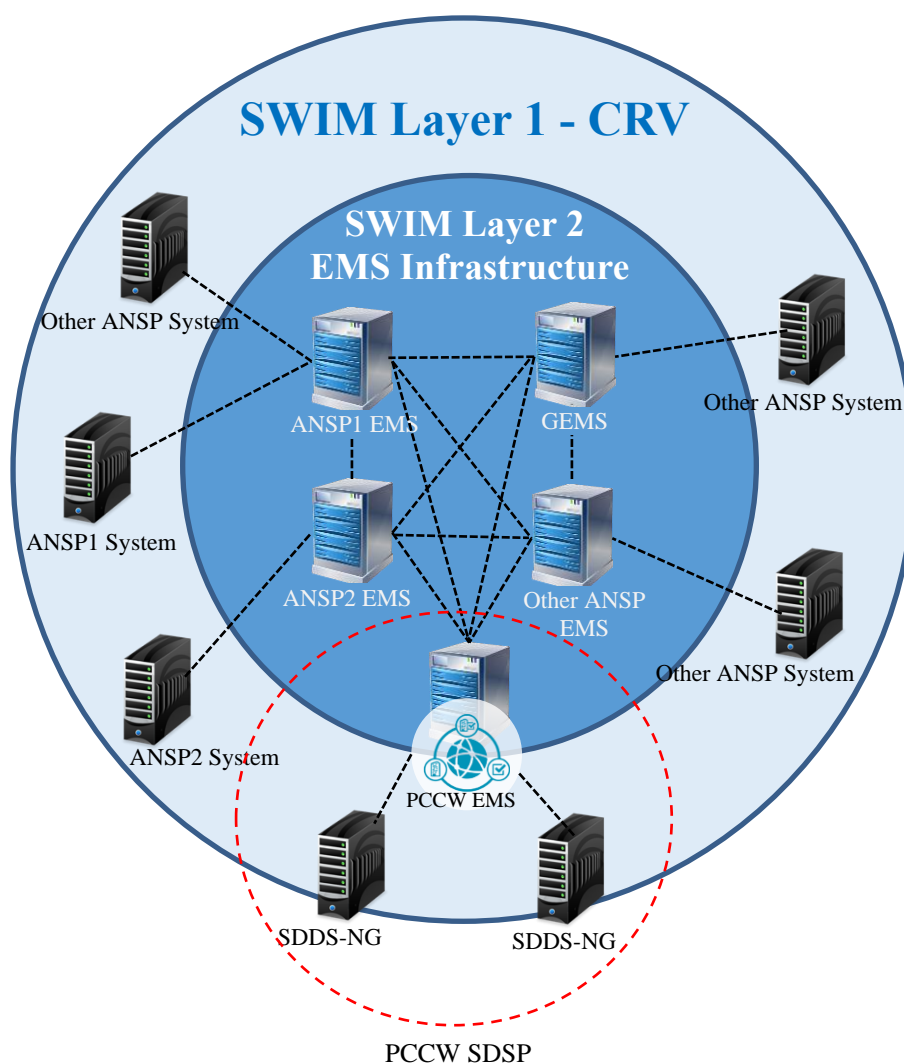 SWIM Layer 1 - CRV
SWIM Layer 2
EMS Infrastructure
Other ANSP System
ANSP1 EMS
GEMS
Other ANSP System
ANSP1 System
ANSP2 EMS
Other ANSP
EMS
Other ANSP System
ANSP2 System
PCCW EMS
SDDS-NG
SDDS-NG
PCCW SDSP